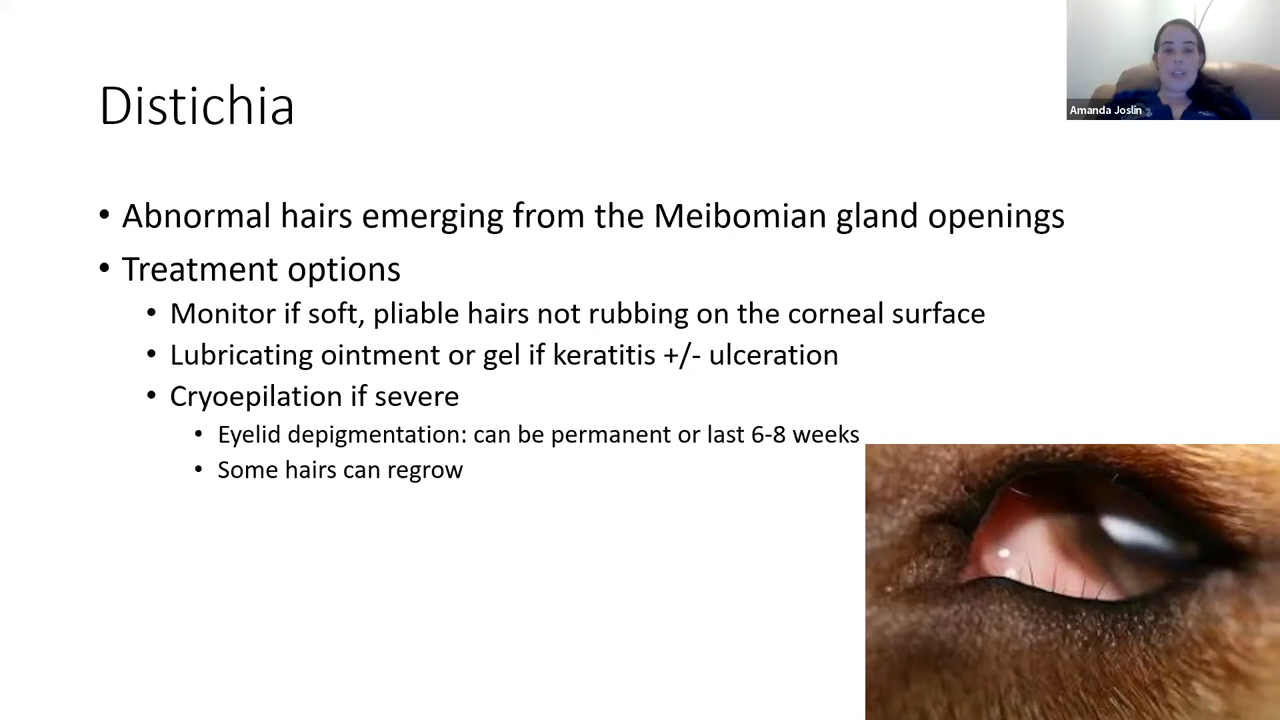 Amanda Joslin
Distichia
• Abnormal hairs emerging from the Meibomian gland openings
• Treatment options
• Monitor if soft, pliable hairs not rubbing on the corneal surface
• Lubricating ointment or gel if keratitis +/- ulceration
• Cryoepilation if severe
• Eyelid depigmentation: can be permanent or last 6-8 weeks
• Some hairs can regrow